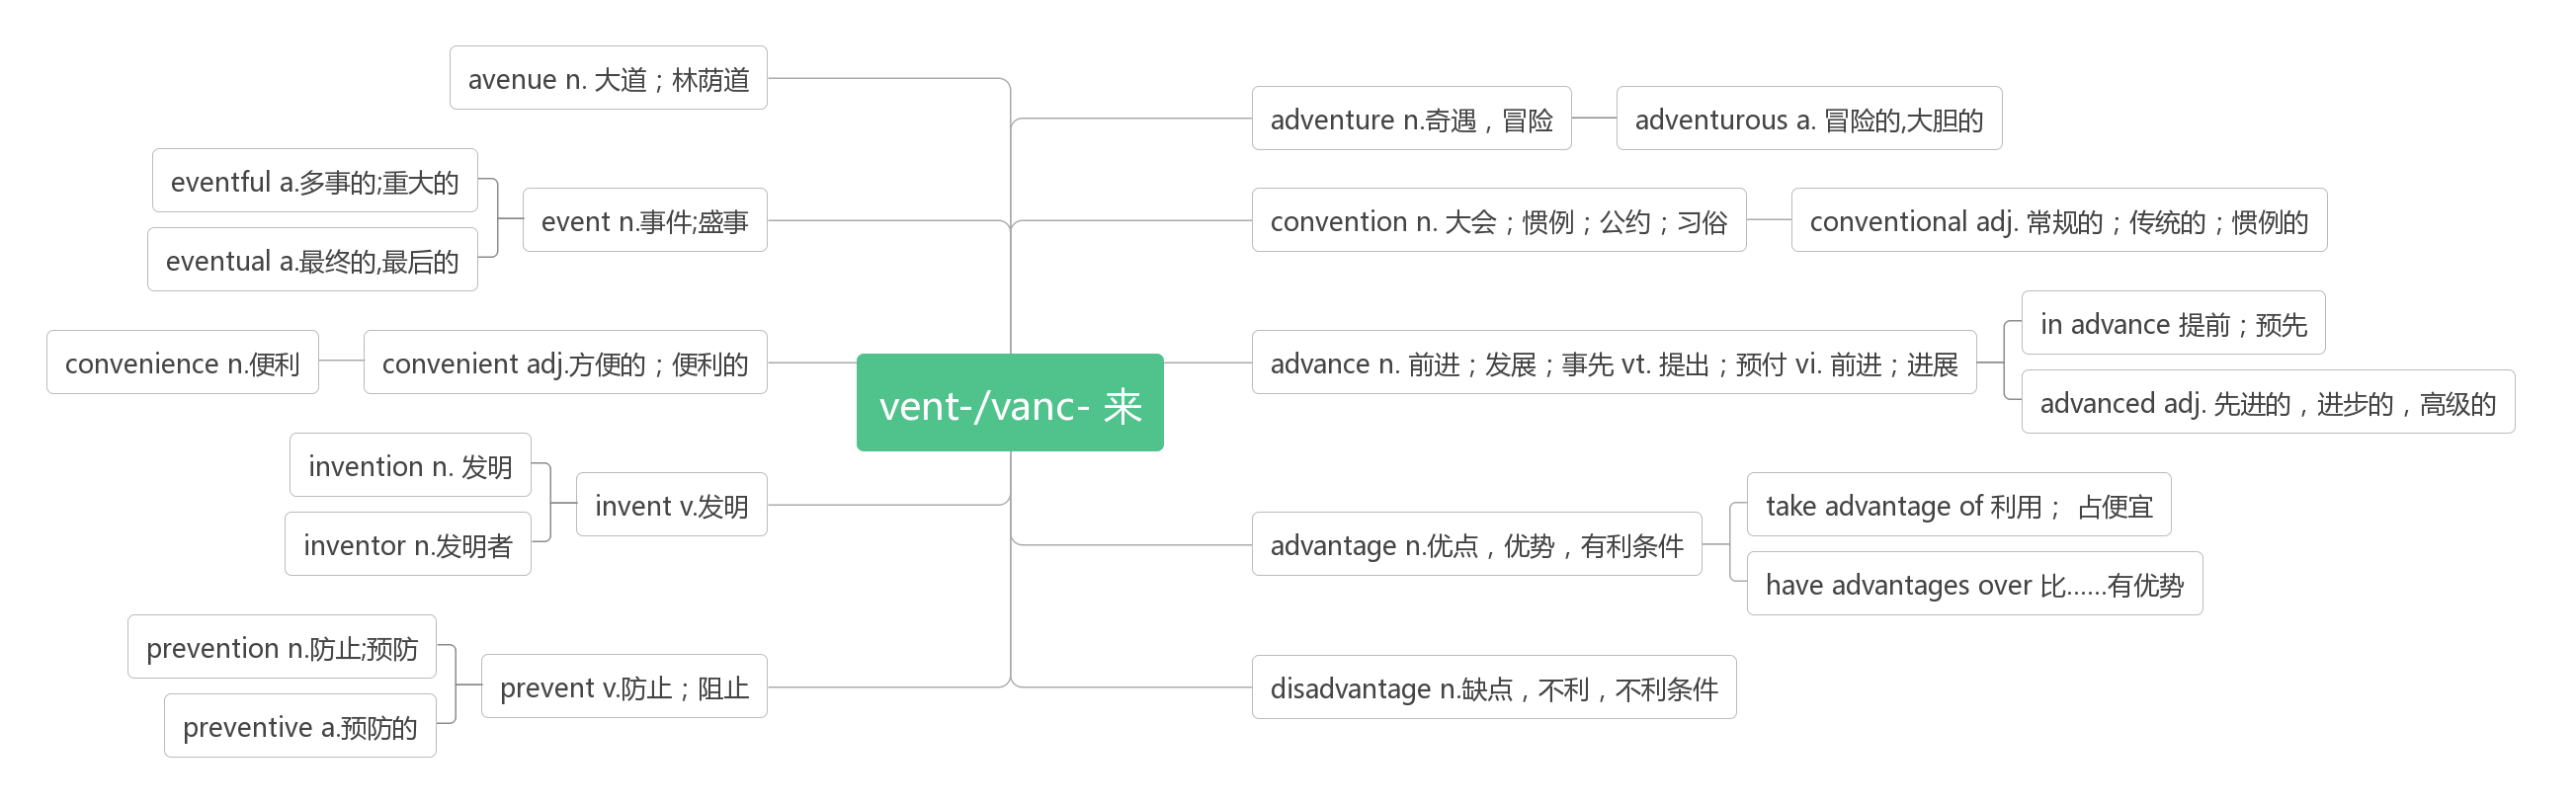 vent-/vanc- 来
avenue n. 大道；林荫道
event n.事件;盛事
eventful a.多事的;重大的
eventual a.最终的,最后的
convenient adj.方便的；便利的
convenience n.便利
invent v.发明
invention n. 发明
inventor n.发明者
prevent v.防止；阻止
prevention n.防止;预防
preventive a.预防的
adventure n.奇遇，冒险
adventurous a. 冒险的,大胆的
convention n. 大会；惯例；公约；习俗
conventional adj. 常规的；传统的；惯例的
advance n. 前进；发展；事先 vt. 提出；预付 vi. 前进；进展
in advance 提前；预先
advanced adj. 先进的，进步的，高级的
advantage n.优点，优势，有利条件
take advantage of 利用； 占便宜
have advantages over 比……有优势
disadvantage n.缺点，不利，不利条件